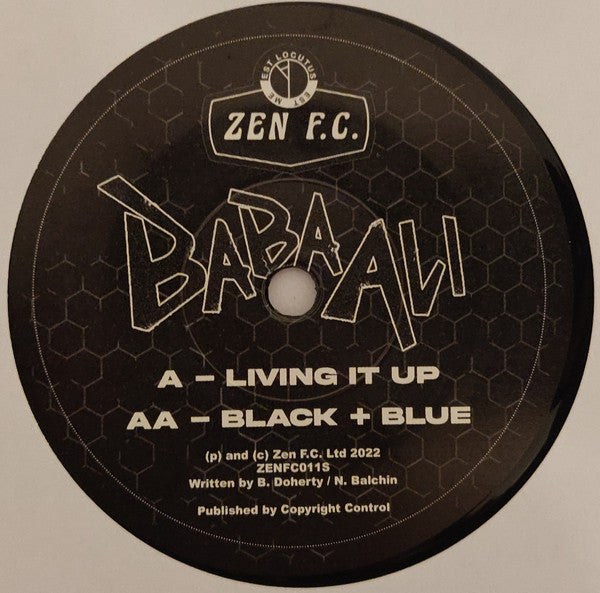 EST LOCUTUS EST ME
ZEN F.C.
BABA ALI
A – LIVING IT UP
AA – BLACK + BLUE
(p) and (c) Zen F.C. Ltd 2022
ZENFC011S
Written by B. Doherty / N. Balchin
Published by Copyright Control